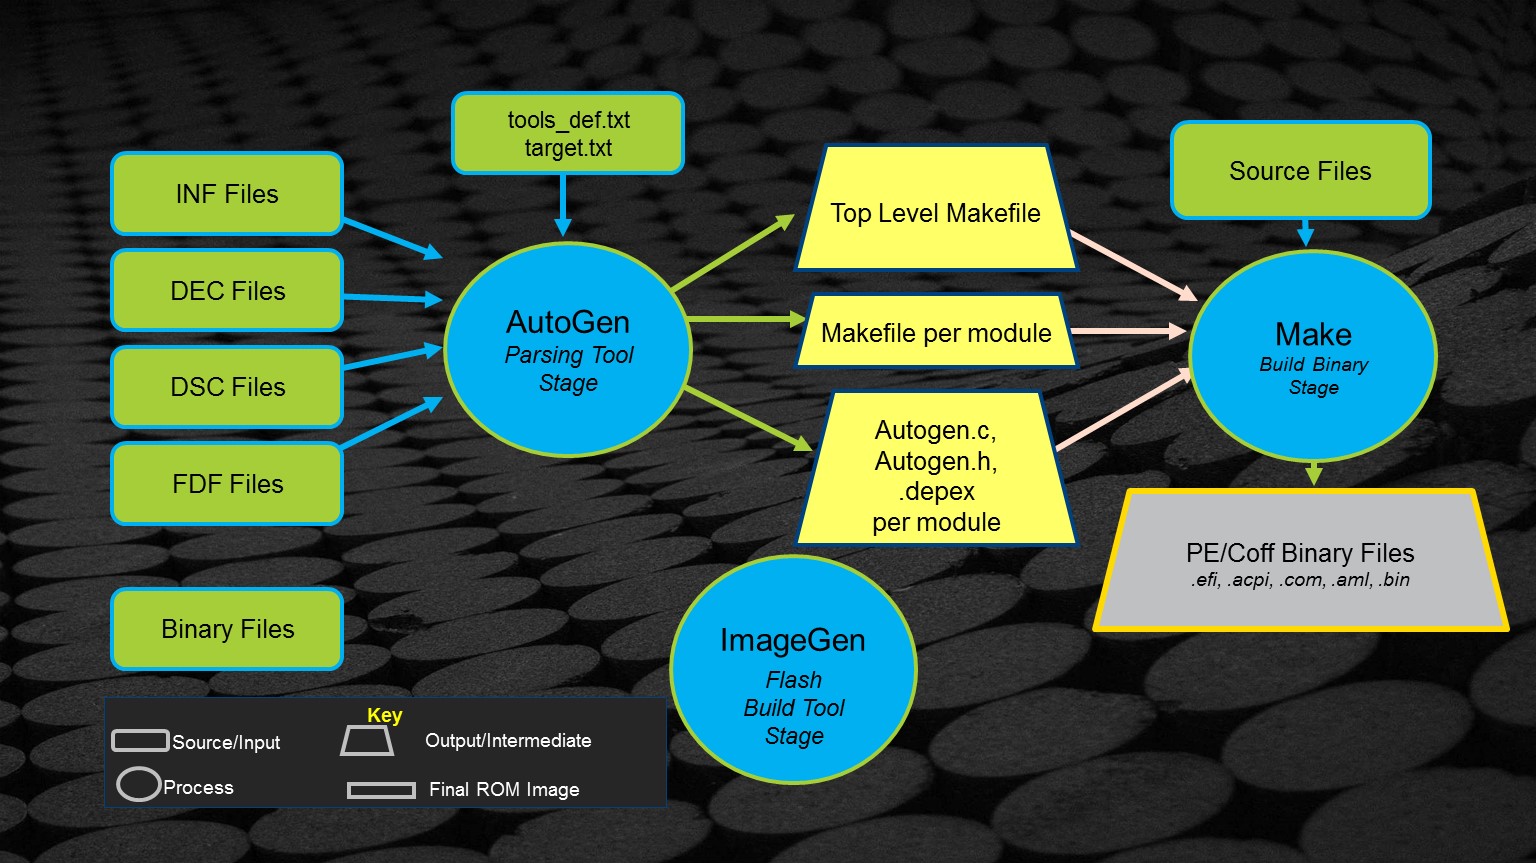 tools_def.txt
target.txt
INF Files
DEC Files
DSC Files
FDF Files
Binary Files
AutoGen
Parsing Tool
Stage
Top Level Makefile
Makefile per module
Autogen.c,
Autogen.h,
.depex
per module
Source Files
Make
Build Binary
Stage
PE/Coff Binary Files
.efi, .acpi, .com, .aml, .bin
ImageGen
Flash
Build Tool
Stage
Key
Source/Input
Output/Intermediate
Process
Final ROM Image